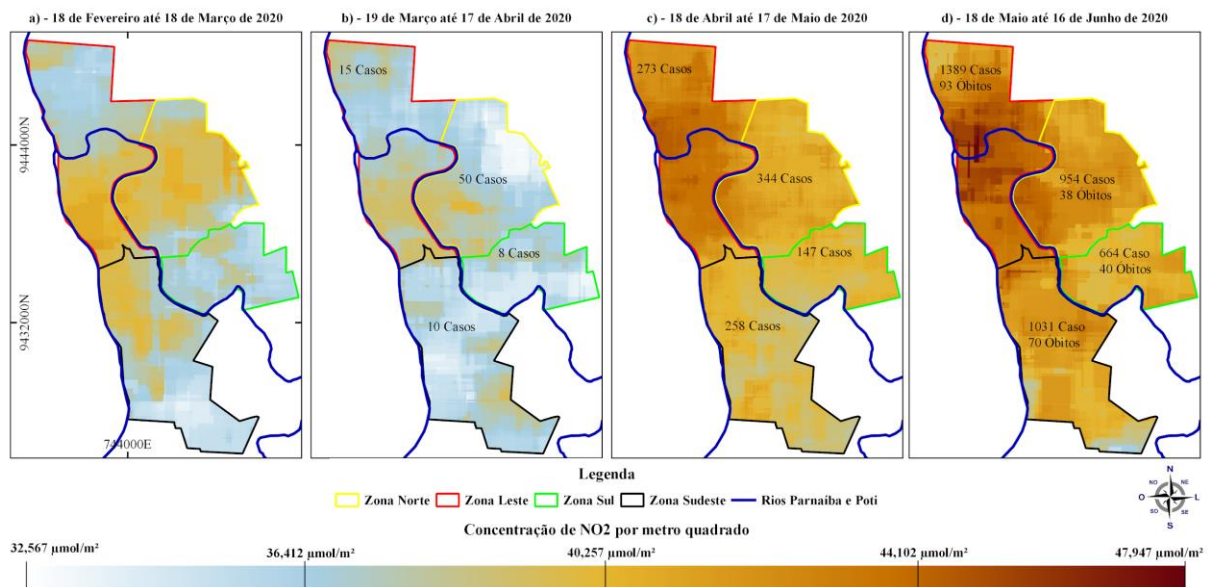 a) - 18 de Fevereiro até 18 de Março de 2020
b) - 19 de Março até 17 de Abril de 2020
c) - 18 de Abril até 17 de Maio de 2020
d) - 18 de Maio até 16 de Junho de 2020
9444000N
9432000N
744000E
15 Casos
50 Casos
8 Casos
10 Casos
273 Casos
344 Casos
147 Casos
258 Casos
1389 Casos
93 Óbitos
954 Casos
38 Óbitos
664 Caso
40 Óbitos
1031 Caso
70 Óbitos
Legenda
Zona Norte Zona Leste Zona Sul Zona Sudeste Rios Parnaiba e Poti
N
NO NE
O L
SO SE
S
Concentração de NO2 por metro quadrado
32,567 µmol/m² 36,412 µmol/m² 40,257 µmol/m² 44,102 µmol/m² 47,947 µmol/m²